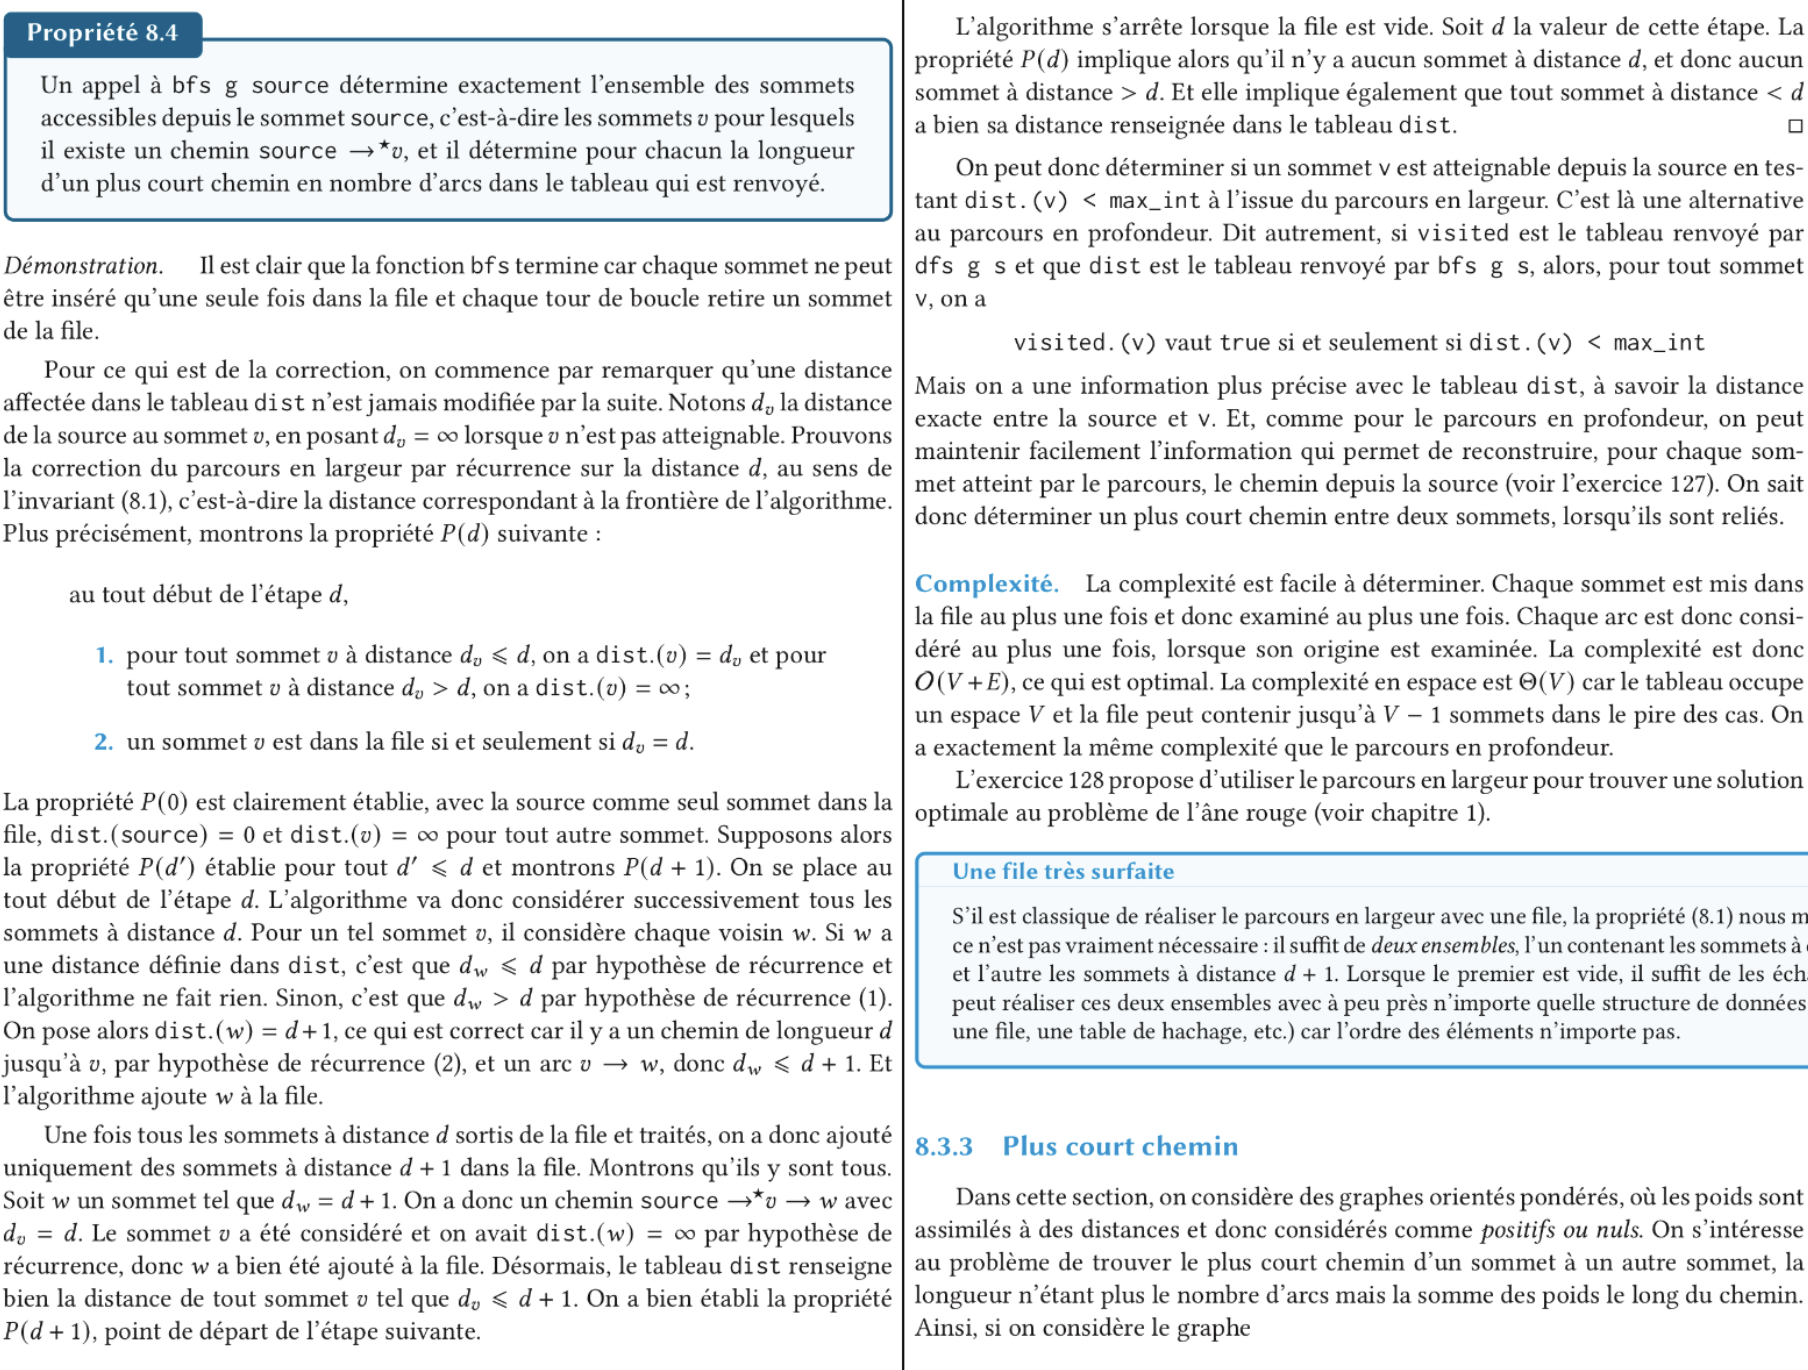 Propriété 8.4
Un appel à bfs g source détermine exactement l'ensemble des sommets
accessibles depuis le sommet source, c'est-à-dire les sommets v pour lesquels
il existe un chemin source →★v, et il détermine pour chacun la longueur
d'un plus court chemin en nombre d'arcs dans le tableau qui est renvoyé.
Démonstration. Il est clair que la fonction bfs termine car chaque sommet ne peut
être inséré qu'une seule fois dans la file et chaque tour de boucle retire un sommet
de la file.
Pour ce qui est de la correction, on commence par remarquer qu'une distance
affectée dans le tableau dist n'est jamais modifiée par la suite. Notons d_v la distance
de la source au sommet v, en posant d_v = ∞ lorsque v n'est pas atteignable. Prouvons
la correction du parcours en largeur par récurrence sur la distance d, au sens de
l'invariant (8.1), c'est-à-dire la distance correspondant à la frontière de l'algorithme.
Plus précisément, montrons la propriété P(d) suivante :
au tout début de l'étape d,
1. pour tout sommet v à distance d_v ⩽ d, on a dist.(v) = d_v et pour
tout sommet v à distance d_v > d, on a dist.(v) = ∞ ;
2. un sommet v est dans la file si et seulement si d_v = d.
La propriété P(0) est clairement établie, avec la source comme seul sommet dans la
file, dist.(source) = 0 et dist.(v) = ∞ pour tout autre sommet. Supposons alors
la propriété P(d′) établie pour tout d′ ⩽ d et montrons P(d + 1). On se place au
tout début de l'étape d. L'algorithme va donc considérer successivement tous les
sommets à distance d. Pour un tel sommet v, il considère chaque voisin w. Si w a
une distance définie dans dist, c'est que d_w ⩽ d par hypothèse de récurrence et
l'algorithme ne fait rien. Sinon, c'est que d_w > d par hypothèse de récurrence (1).
On pose alors dist.(w) = d + 1, ce qui est correct car il y a un chemin de longueur d
jusqu'à v, par hypothèse de récurrence (2), et un arc v → w, donc d_w ⩽ d + 1. Et
l'algorithme ajoute w à la file.
Une fois tous les sommets à distance d sortis de la file et traités, on a donc ajouté
uniquement des sommets à distance d + 1 dans la file. Montrons qu'ils y sont tous.
Soit w un sommet tel que d_w = d + 1. On a donc un chemin source →★v → w avec
d_v = d. Le sommet v a été considéré et on avait dist.(w) = ∞ par hypothèse de
récurrence, donc w a bien été ajouté à la file. Désormais, le tableau dist renseigne
bien la distance de tout sommet v tel que d_v ⩽ d + 1. On a bien établi la propriété
P(d + 1), point de départ de l'étape suivante.
L'algorithme s'arrête lorsque la file est vide. Soit d la valeur de cette étape. La
propriété P(d) implique alors qu'il n'y a aucun sommet à distance d, et donc aucun
sommet à distance > d. Et elle implique également que tout sommet à distance < d
a bien sa distance renseignée dans le tableau dist. □
On peut donc déterminer si un sommet v est atteignable depuis la source en tes-
tant dist.(v) < max_int à l'issue du parcours en largeur. C'est là une alternative
au parcours en profondeur. Dit autrement, si visited est le tableau renvoyé par
dfs g s et que dist est le tableau renvoyé par bfs g s, alors, pour tout sommet
v, on a
visited.(v) vaut true si et seulement si dist.(v) < max_int
Mais on a une information plus précise avec le tableau dist, à savoir la distance
exacte entre la source et v. Et, comme pour le parcours en profondeur, on peut
maintenir facilement l'information qui permet de reconstruire, pour chaque som-
met atteint par le parcours, le chemin depuis la source (voir l'exercice 127). On sait
donc déterminer un plus court chemin entre deux sommets, lorsqu'ils sont reliés.
Complexité. La complexité est facile à déterminer. Chaque sommet est mis dans
la file au plus une fois et donc examiné au plus une fois. Chaque arc est donc consi-
déré au plus une fois, lorsque son origine est examinée. La complexité est donc
O(V + E), ce qui est optimal. La complexité en espace est Θ(V) car le tableau occupe
un espace V et la file peut contenir jusqu'à V − 1 sommets dans le pire des cas. On
a exactement la même complexité que le parcours en profondeur.
L'exercice 128 propose d'utiliser le parcours en largeur pour trouver une solution
optimale au problème de l'âne rouge (voir chapitre 1).
Une file très surfaite
S'il est classique de réaliser le parcours en largeur avec une file, la propriété (8.1) nous
ce n'est pas vraiment nécessaire : il suffit de deux ensembles, l'un contenant les sommets à
et l'autre les sommets à distance d + 1. Lorsque le premier est vide, il suffit de les
peut réaliser ces deux ensembles avec à peu près n'importe quelle structure de données
une file, une table de hachage, etc.) car l'ordre des éléments n'importe pas.
8.3.3 Plus court chemin
Dans cette section, on considère des graphes orientés pondérés, où les poids sont
assimilés à des distances et donc considérés comme positifs ou nuls. On s'intéresse
au problème de trouver le plus court chemin d'un sommet à un autre sommet, la
longueur n'étant plus le nombre d'arcs mais la somme des poids le long du chemin.
Ainsi, si on considère le graphe